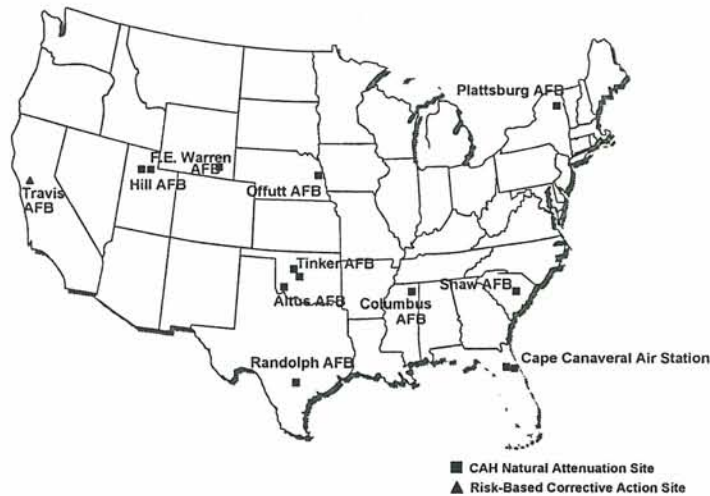 Plattsburg AFB
F.E. Warren
AFB
Travis
AFB
Hill AFB
Offutt AFB
Tinker AFB
Altus AFB
Columbus
AFB
Shaw AFB
Randolph AFB
Cape Canaveral Air Station
CAH Natural Attenuation Site
Risk-Based Corrective Action Site